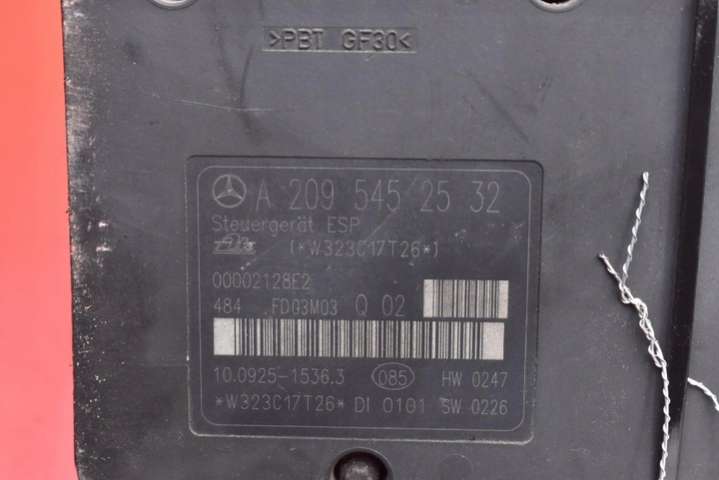 >PBT GF30<
A 209 545 25 32
Steuergerät ESP
(*W323C17T26*)
00002128E2
484 .FD03M03 Q 02
10.0925-1536.3 085 HW 0247
*W323C17T26* DI 0101 SW 0226